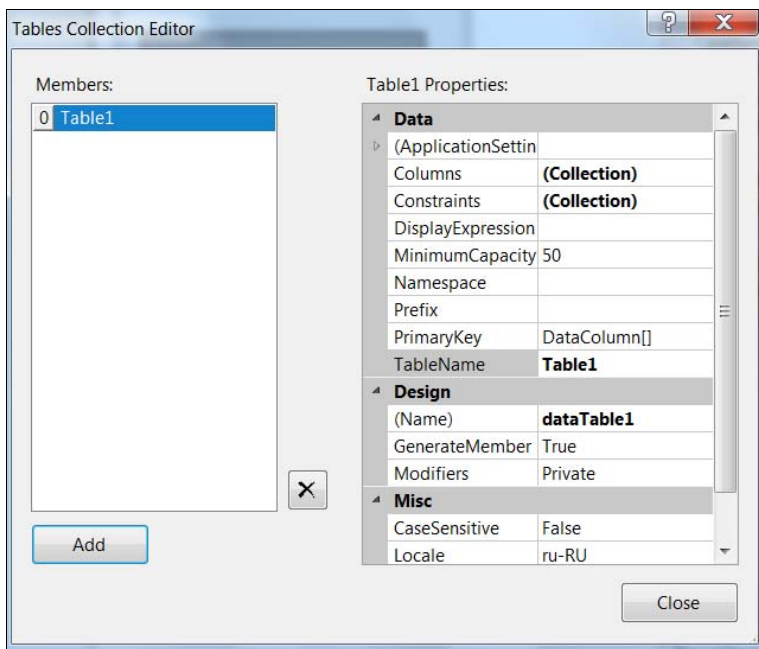 Tables Collection Editor
Members:
0 Table1
Add
Table1 Properties:
Data
(ApplicationSettin
Columns (Collection)
Constraints (Collection)
DisplayExpression
MinimumCapacity 50
Namespace
Prefix
PrimaryKey DataColumn[]
TableName Table1
Design
(Name) dataTable1
GenerateMember True
Modifiers Private
Misc
CaseSensitive False
Locale ru-RU
Close